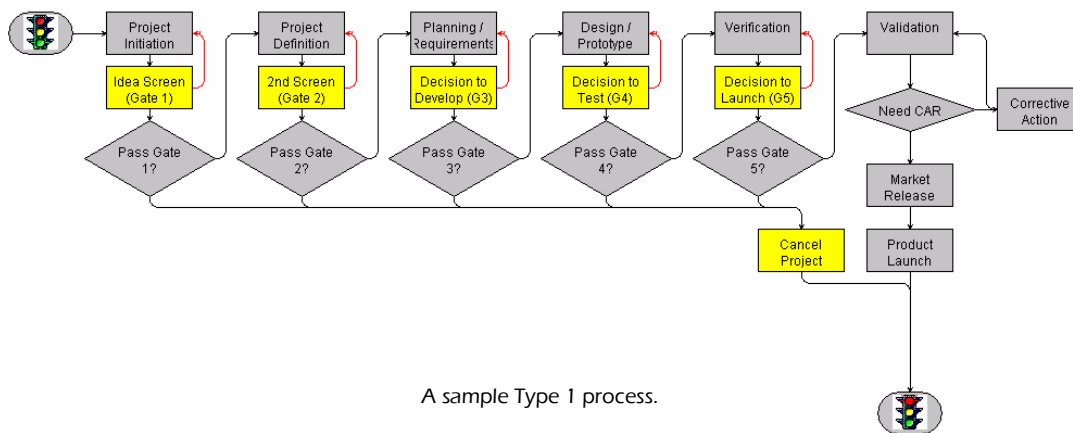 Project
Initiation
Project
Definition
Planning /
Requirements
Design /
Prototype
Verification
Validation
Idea Screen
(Gate 1)
2nd Screen
(Gate 2)
Decision to
Develop (G3)
Decision to
Test (G4)
Decision to
Launch (G5)
Need CAR
Corrective
Action
Pass Gate
1?
Pass Gate
2?
Pass Gate
3?
Pass Gate
4?
Pass Gate
5?
Market
Release
Cancel
Project
Product
Launch
A sample Type 1 process.